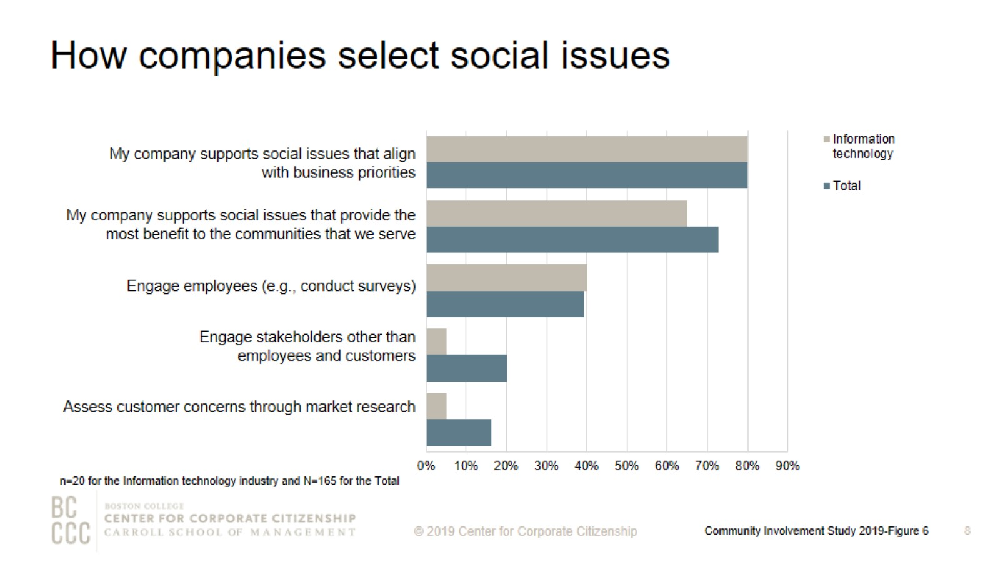 How companies select social issues
My company supports social issues that align
with business priorities
My company supports social issues that provide the
most benefit to the communities that we serve
Engage employees (e.g., conduct surveys)
Engage stakeholders other than
employees and customers
Assess customer concerns through market research
0% 10% 20% 30% 40% 50% 60% 70% 80% 90%
Information
technology
Total
n=20 for the Information technology industry and N=165 for the Total
BC
CCC
BOSTON COLLEGE
CENTER FOR CORPORATE CITIZENSHIP
CARROLL SCHOOL OF MANAGEMENT
© 2019 Center for Corporate Citizenship
Community Involvement Study 2019-Figure 6
8